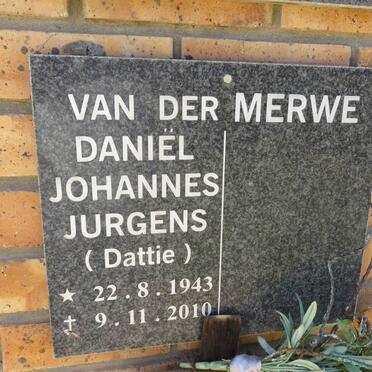 VAN DER MERWE
DANIËL
JOHANNES
JURGENS
( Dattie )
★ 22 . 8 . 1943
✝ 9 . 11 . 2010